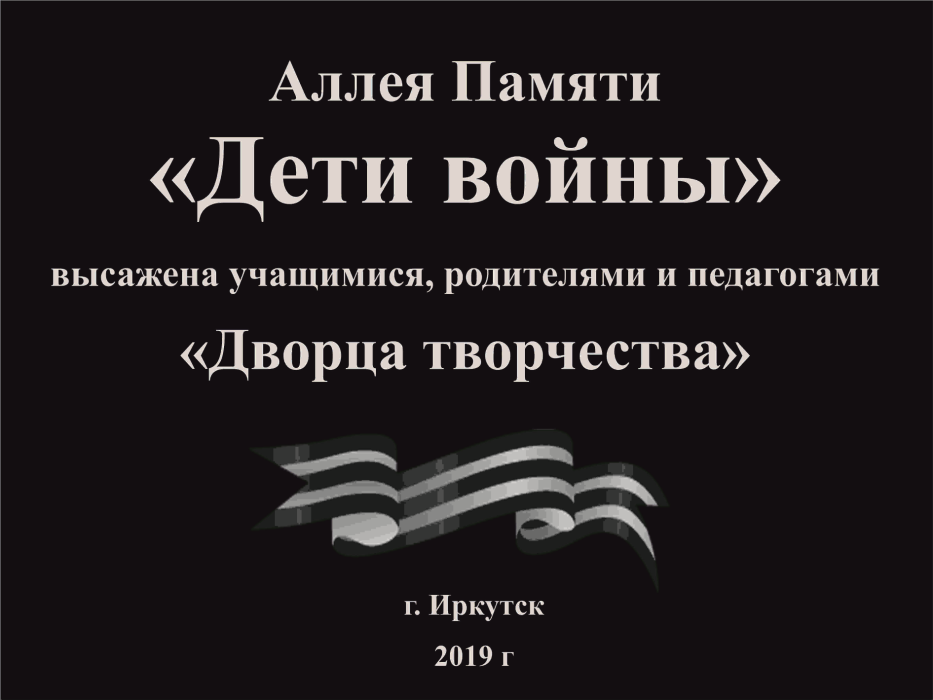 Аллея Памяти
«Дети войны»
высажена учащимися, родителями и педагогами
«Дворца творчества»
г. Иркутск
2019 г